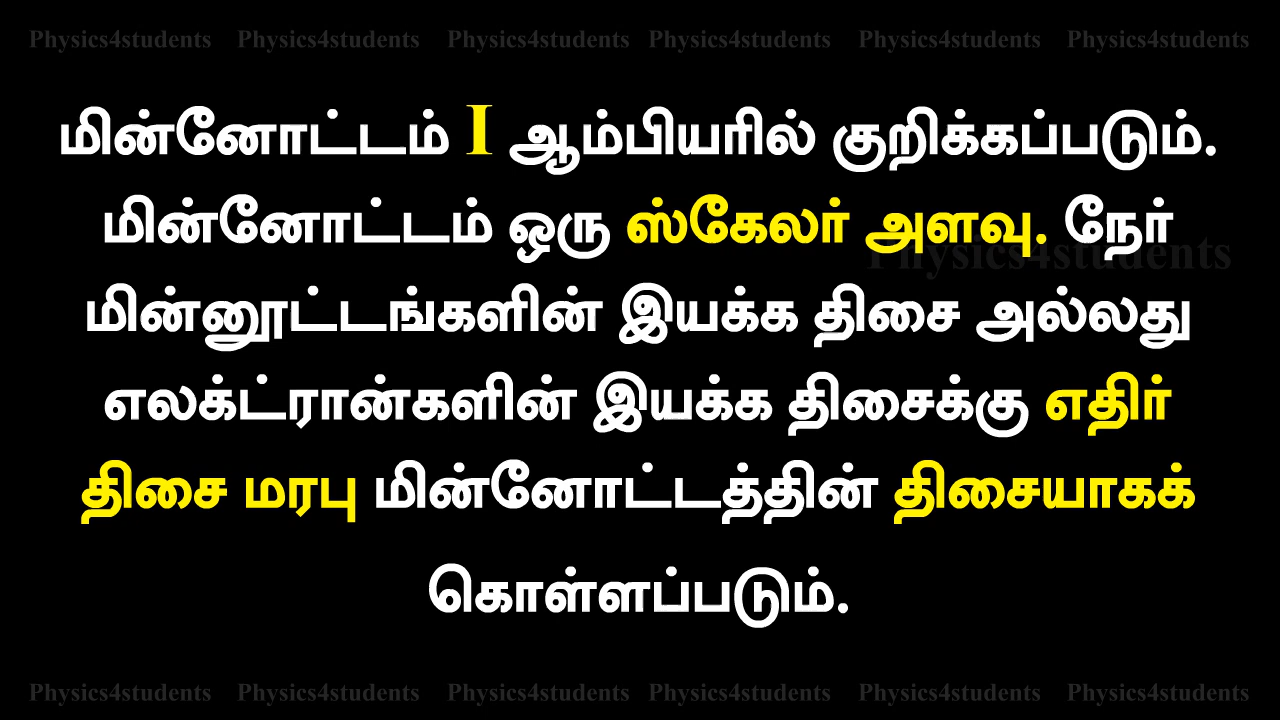 Physics4students Physics4students Physics4students Physics4students Physics4students Physics4students
மின்னோட்டம் I ஆம்பியரில் குறிக்கப்படும்.
மின்னோட்டம் ஒரு ஸ்கேலர் அளவு. நேர்
Physics4students
மின்னூட்டங்களின் இயக்க திசை அல்லது
எலக்ட்ரான்களின் இயக்க திசைக்கு எதிர்
திசை மரபு மின்னோட்டத்தின் திசையாகக்
கொள்ளப்படும்.
Physics4students Physics4students Physics4students Physics4students Physics4students Physics4students